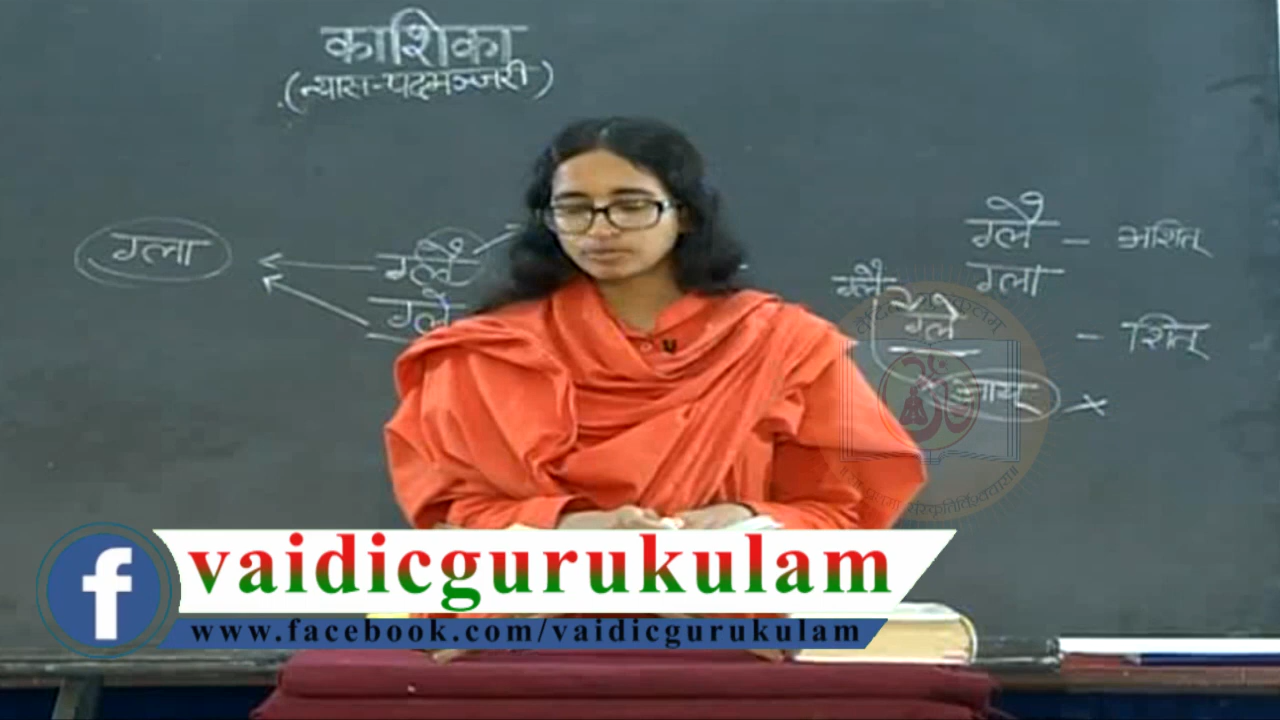 काशिका
(न्यास-पदमञ्जरी)
ग्ला
ग्लै
ग्लै
ग्लै - अशित्
ग्ला
ग्लै
ग्लै
- शित्
vaidicgurukulam
www.facebook.com/vaidicgurukulam